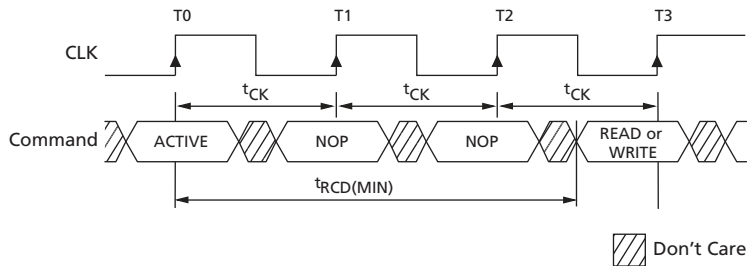 T0 T1 T2 T3
CLK
tCK tCK tCK
Command ACTIVE NOP NOP READ or
WRITE
tRCD(MIN)
Don't Care